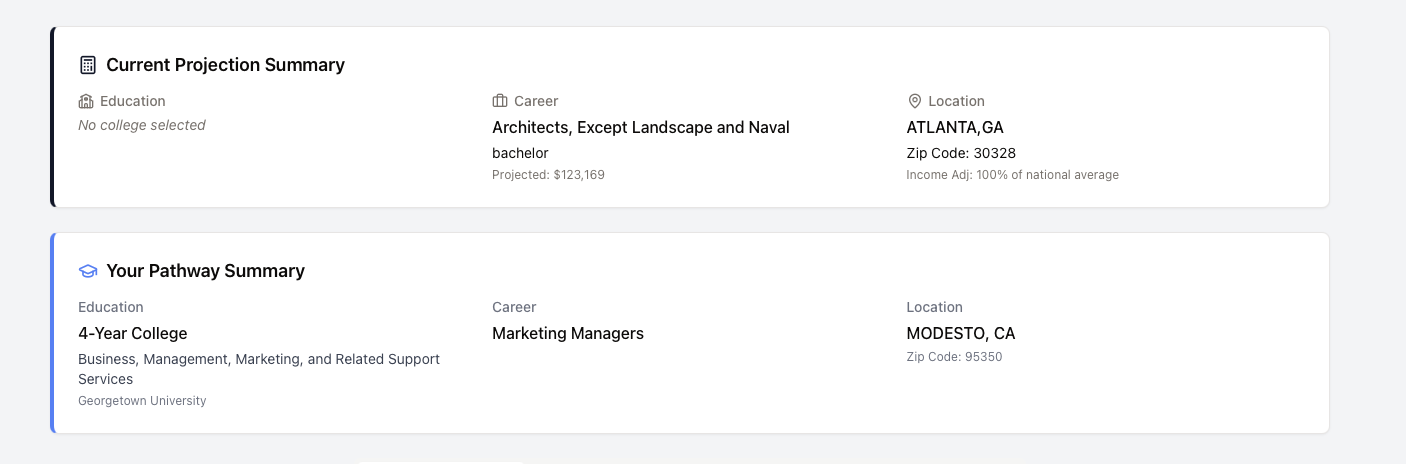 Current Projection Summary
Education
No college selected
Career
Architects, Except Landscape and Naval
bachelor
Projected: $123,169
Location
ATLANTA,GA
Zip Code: 30328
Income Adj: 100% of national average
Your Pathway Summary
Education
4-Year College
Business, Management, Marketing, and Related Support
Services
Georgetown University
Career
Marketing Managers
Location
MODESTO, CA
Zip Code: 95350